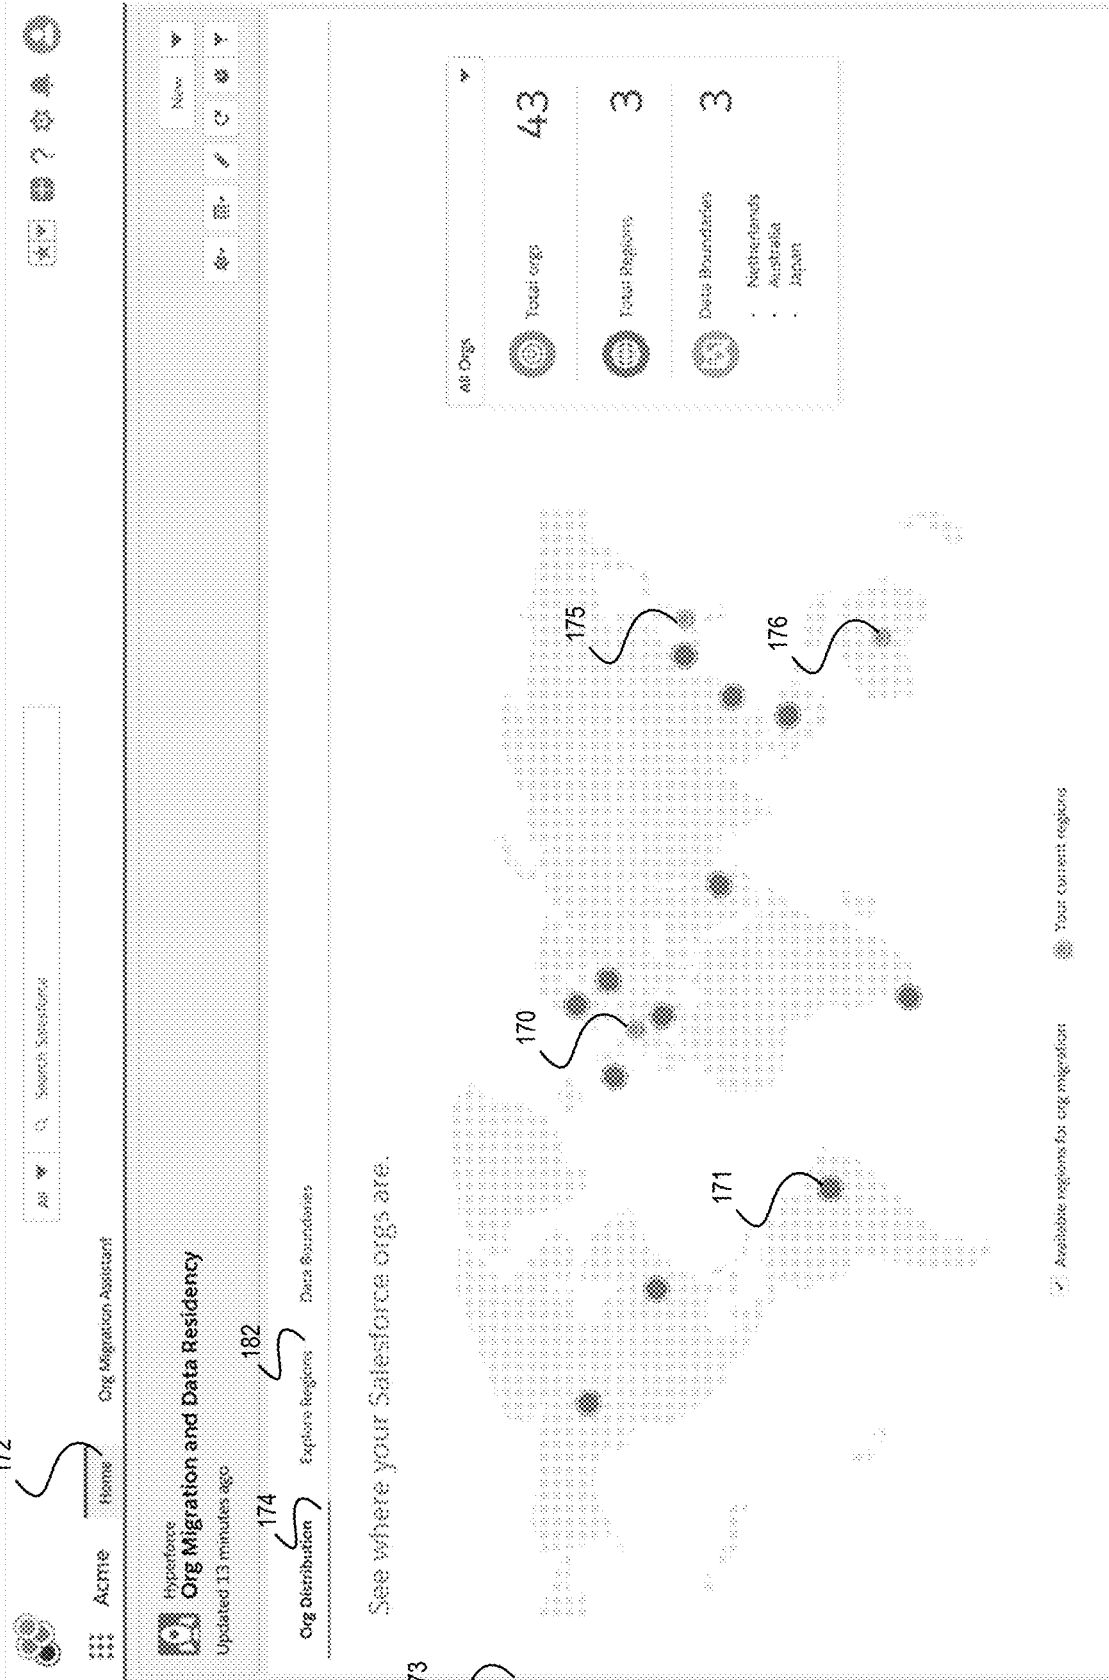 172
All
Search Salesforce
?
Acme
Home
Org Migration Assistant
Hyperforce
Org Migration and Data Residency
Updated 13 minutes ago
New
174
182
Org Distribution
Explore Regions
Data Boundaries
See where your Salesforce orgs are.
173
170
171
175
176
All Orgs
Total orgs
43
Total Regions
3
Data Boundaries
3
· Netherlands
· Australia
· Japan
Available regions for org migration
Your current regions